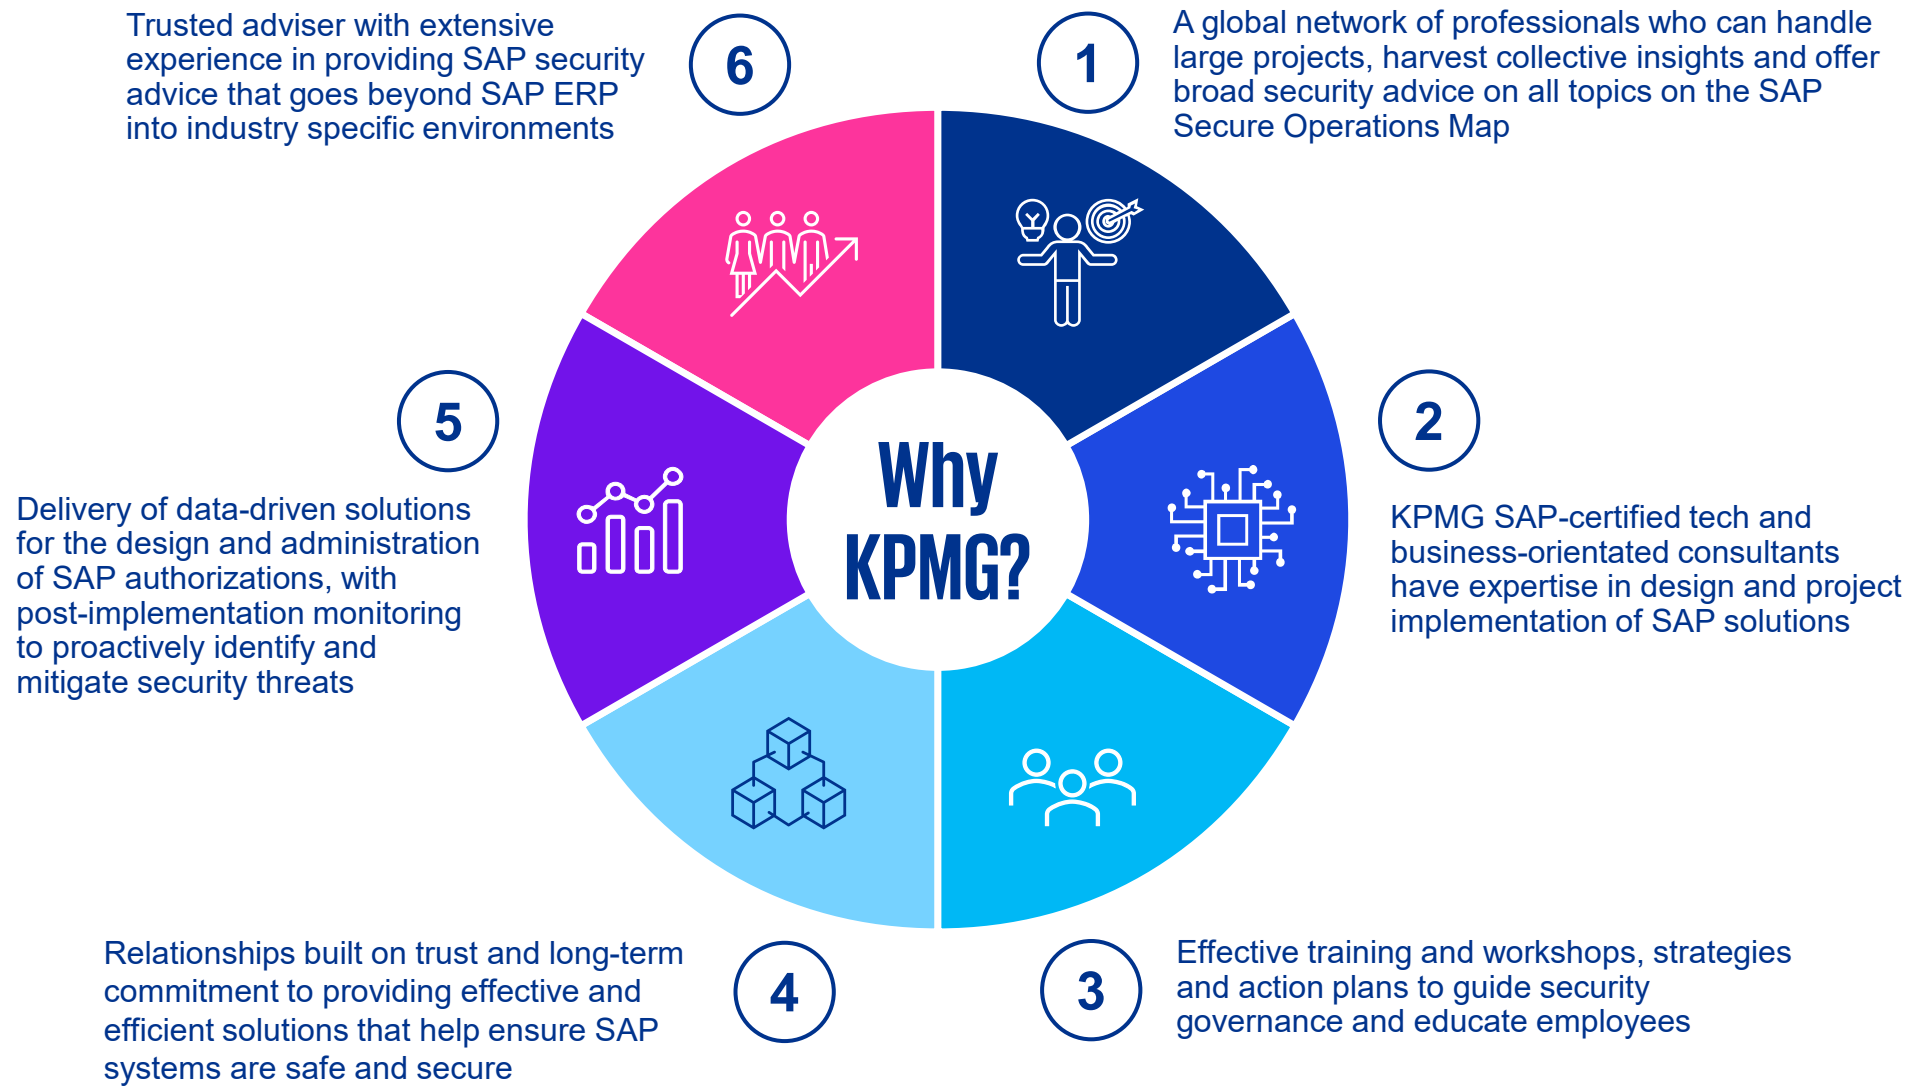 Why
KPMG?
1
A global network of professionals who can handle
large projects, harvest collective insights and offer
broad security advice on all topics on the SAP
Secure Operations Map
2
KPMG SAP-certified tech and
business-orientated consultants
have expertise in design and project
implementation of SAP solutions
3
Effective training and workshops, strategies
and action plans to guide security
governance and educate employees
4
Relationships built on trust and long-term
commitment to providing effective and
efficient solutions that help ensure SAP
systems are safe and secure
5
Delivery of data-driven solutions
for the design and administration
of SAP authorizations, with
post-implementation monitoring
to proactively identify and
mitigate security threats
6
Trusted adviser with extensive
experience in providing SAP security
advice that goes beyond SAP ERP
into industry specific environments